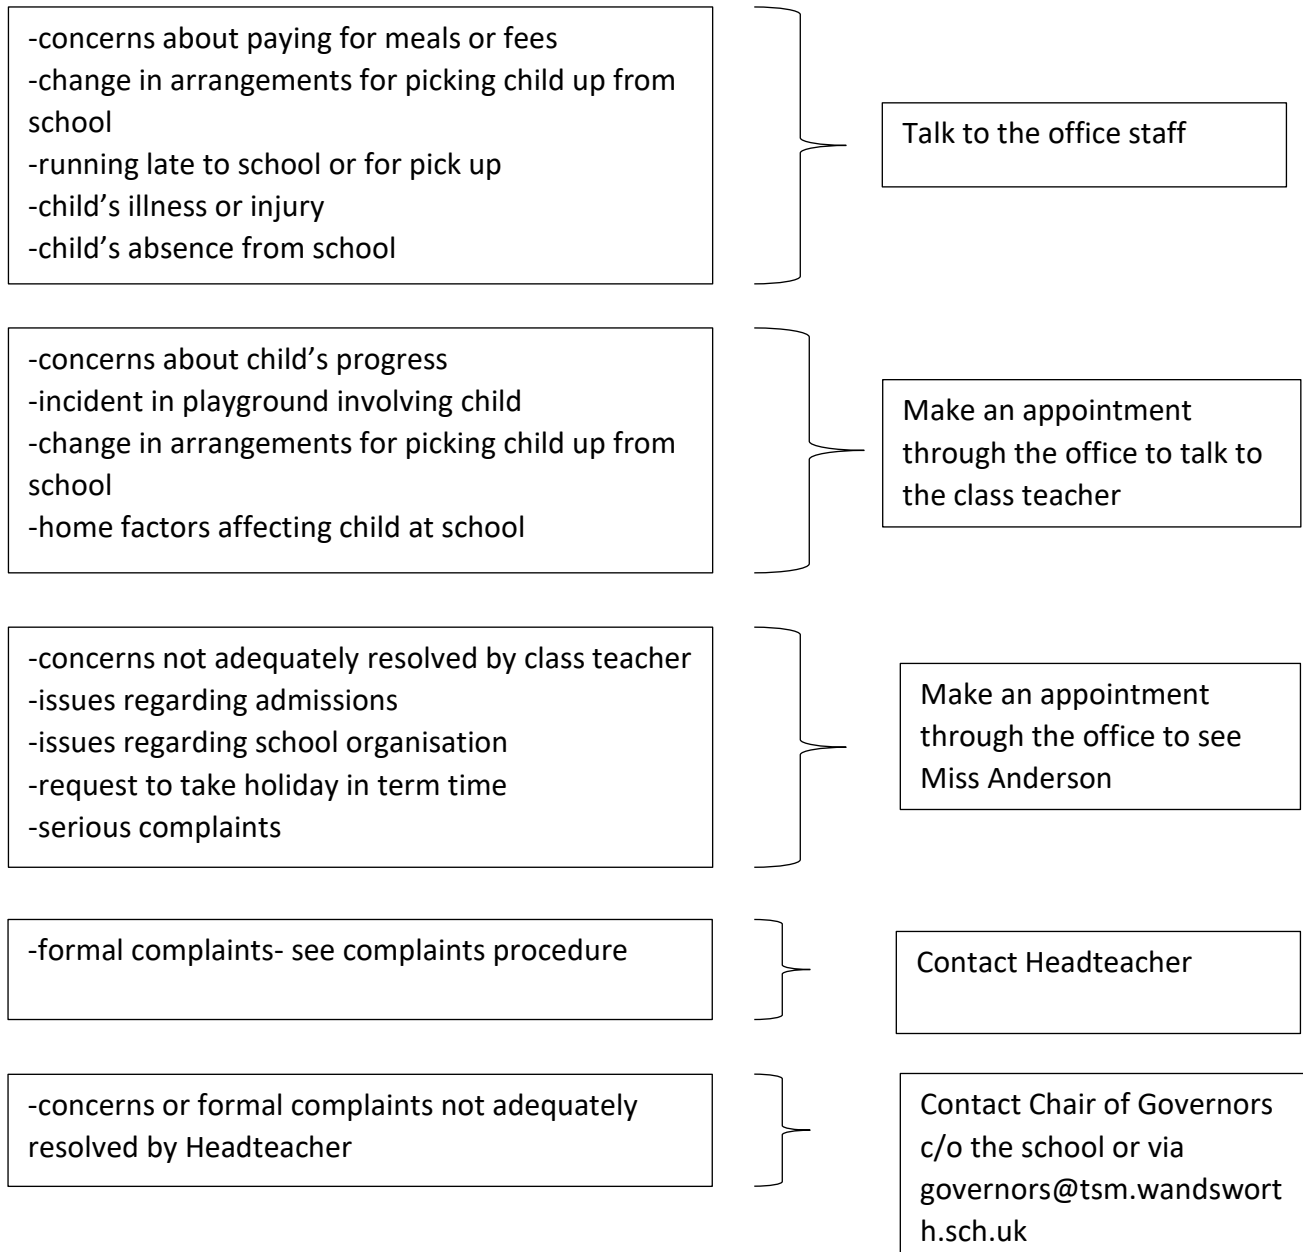 -concerns about paying for meals or fees
-change in arrangements for picking child up from
school
-running late to school or for pick up
-child’s illness or injury
-child’s absence from school
Talk to the office staff
-concerns about child’s progress
-incident in playground involving child
-change in arrangements for picking child up from
school
-home factors affecting child at school
Make an appointment
through the office to talk to
the class teacher
-concerns not adequately resolved by class teacher
-issues regarding admissions
-issues regarding school organisation
-request to take holiday in term time
-serious complaints
Make an appointment
through the office to see
Miss Anderson
-formal complaints- see complaints procedure
Contact Headteacher
-concerns or formal complaints not adequately
resolved by Headteacher
Contact Chair of Governors
c/o the school or via
governors@tsm.wandswort
h.sch.uk